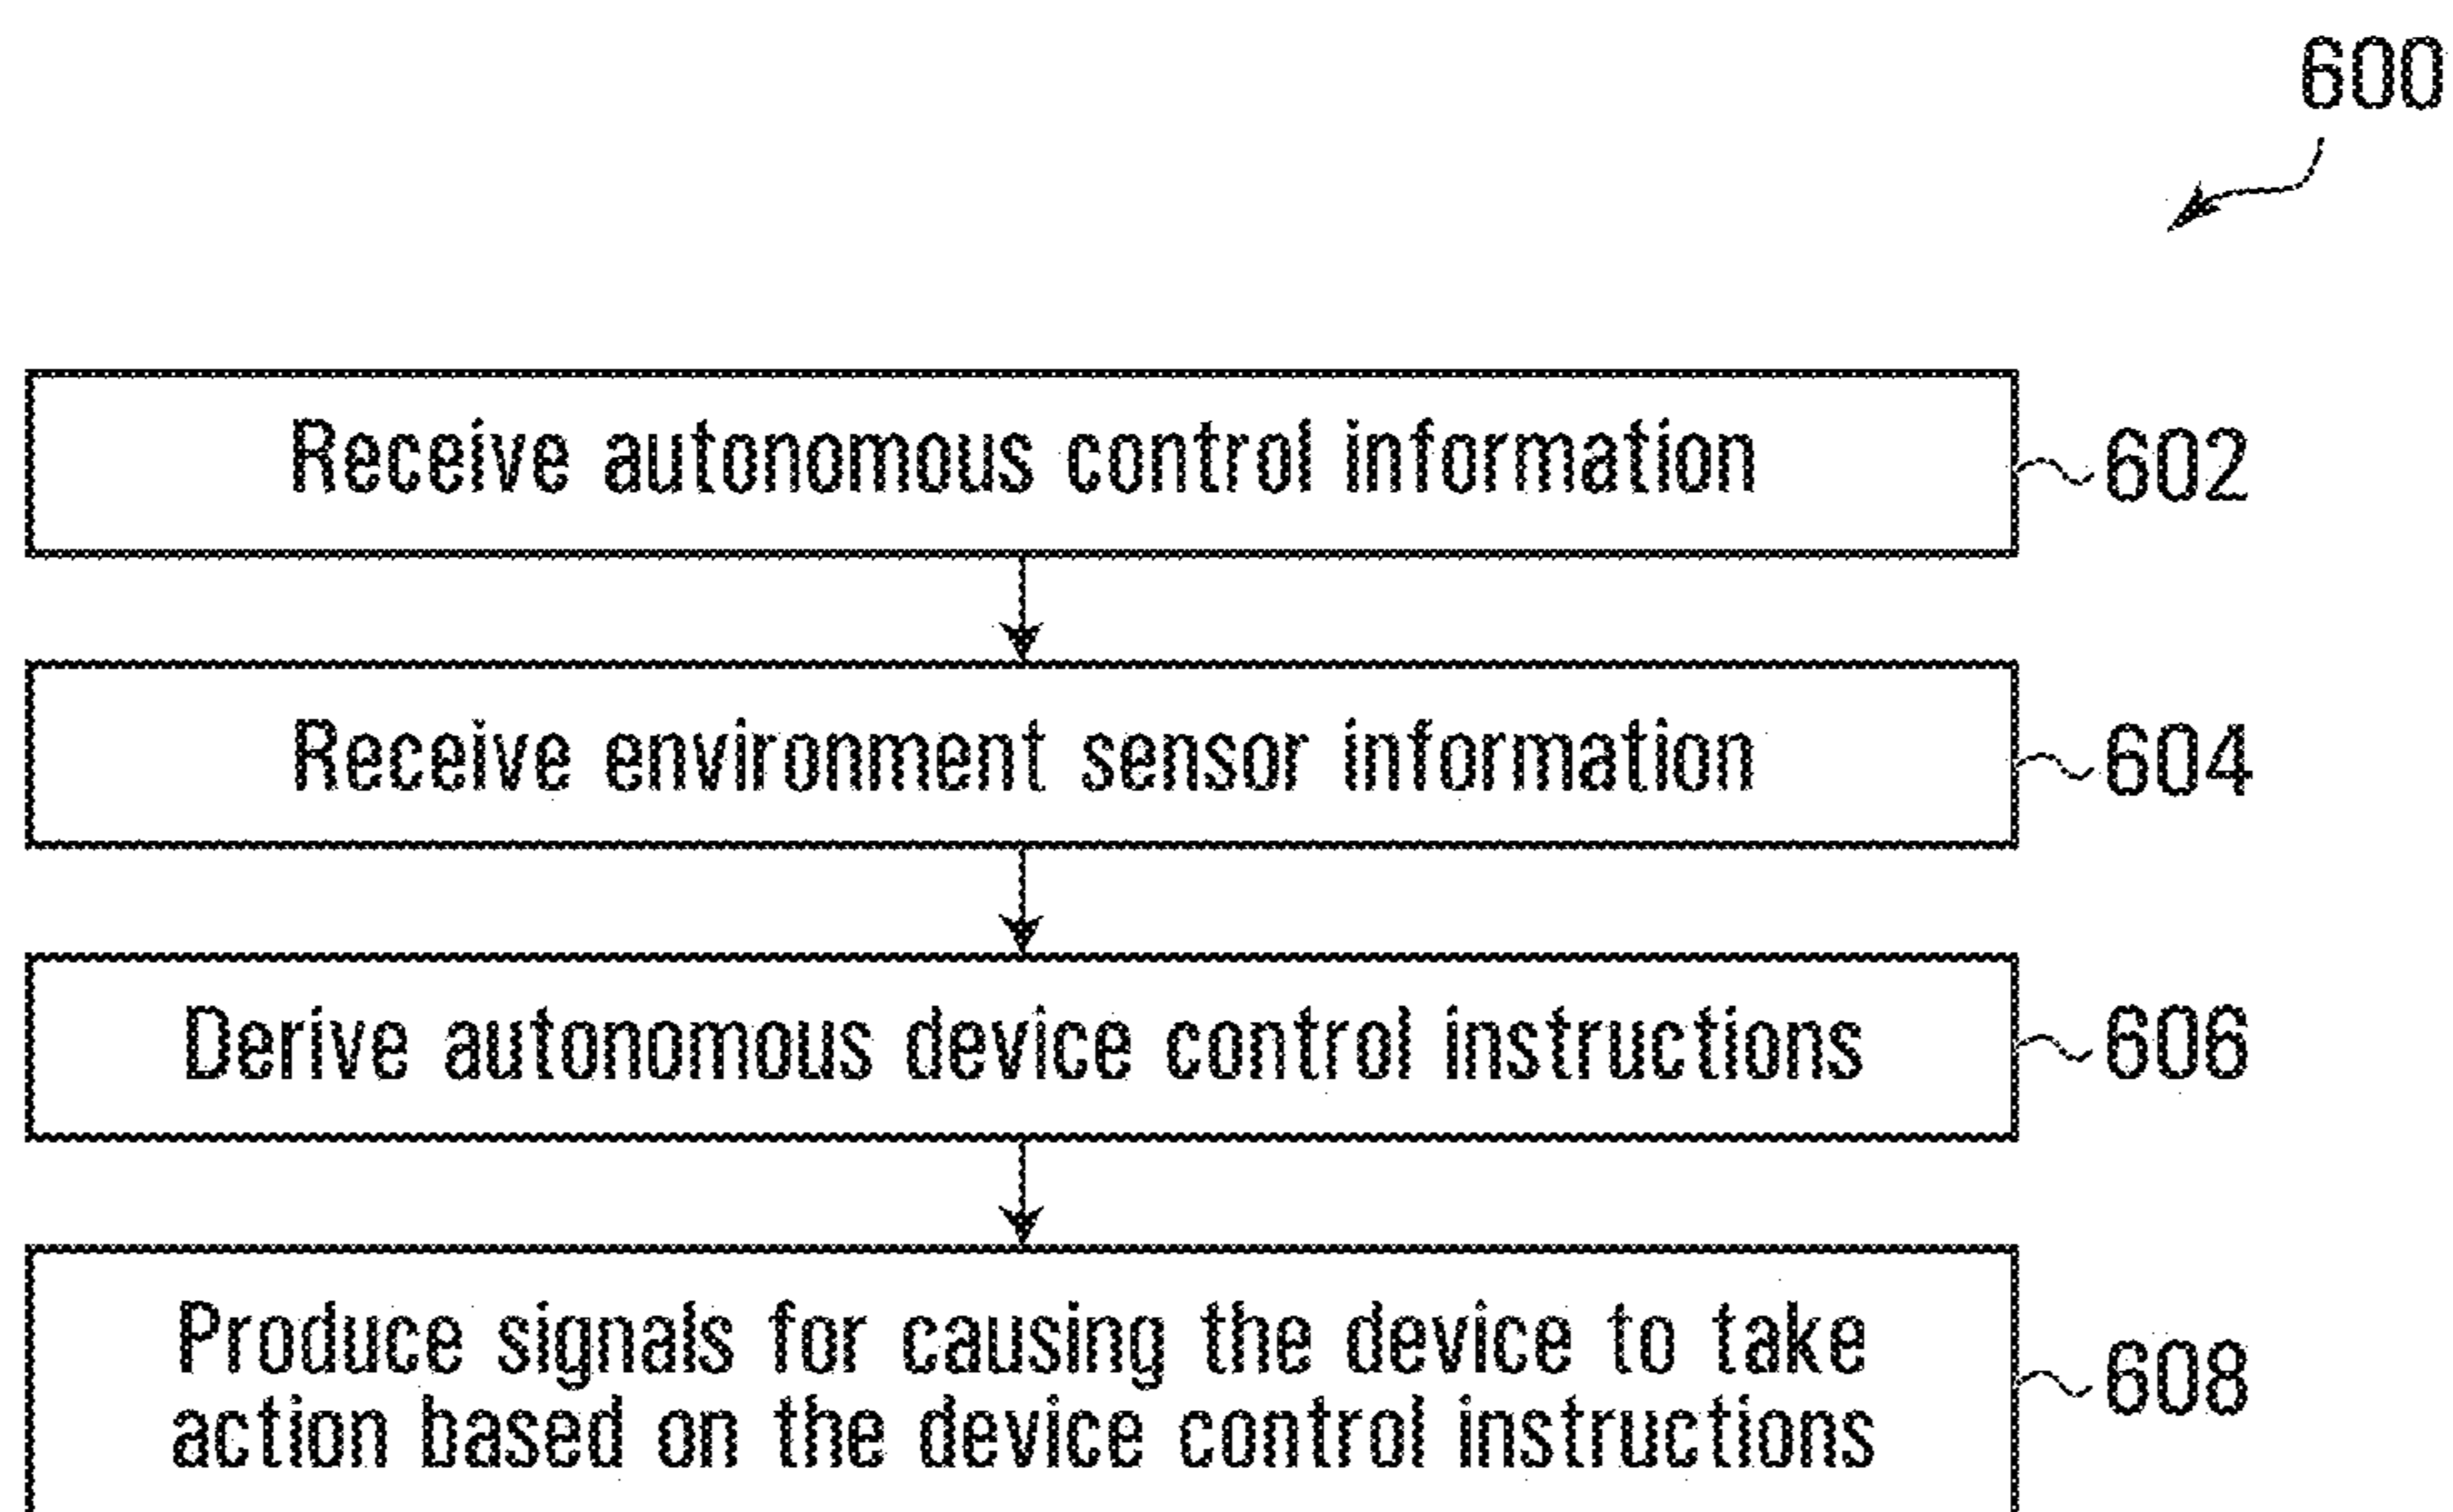 600
Receive autonomous control information
602
Receive environment sensor information
604
Derive autonomous device control instructions
606
Produce signals for causing the device to take
action based on the device control instructions
608